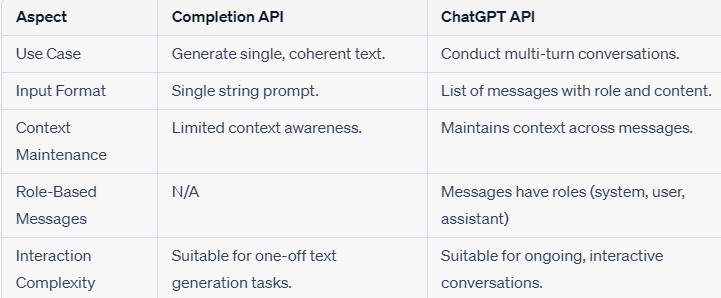 Aspect Completion API ChatGPT API
Use Case Generate single, coherent text. Conduct multi-turn conversations.
Input Format Single string prompt. List of messages with role and content.
Context Limited context awareness. Maintains context across messages.
Maintenance
Role-Based N/A Messages have roles (system, user,
Messages assistant)
Interaction Suitable for one-off text Suitable for ongoing, interactive
Complexity generation tasks. conversations.